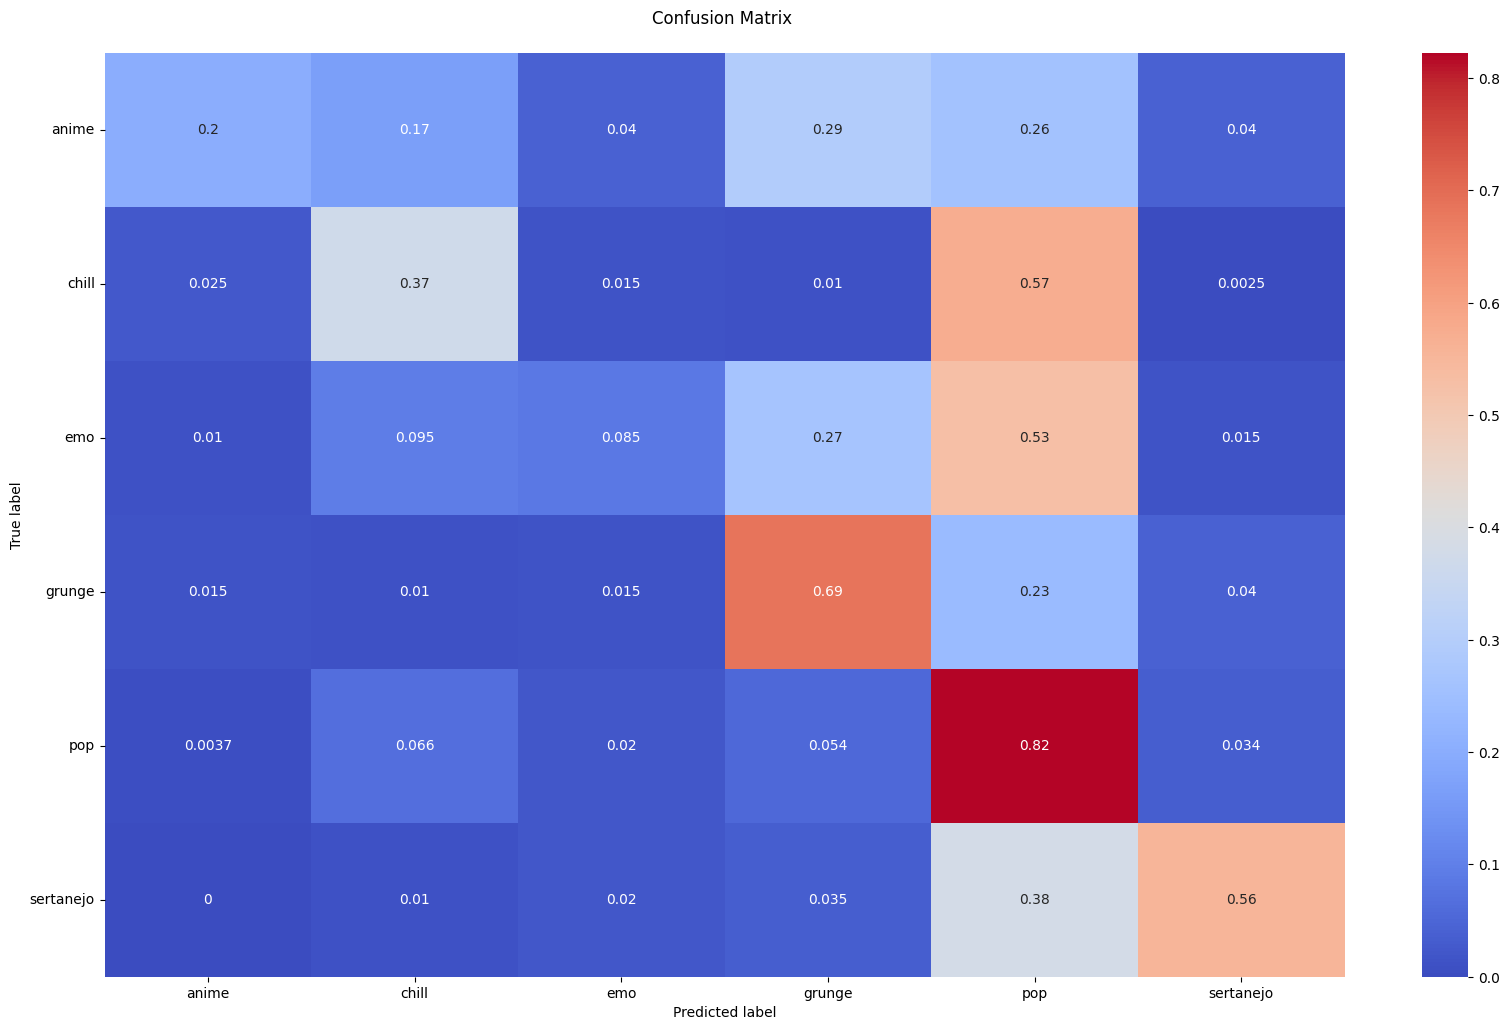 Confusion Matrix
anime 0.2 0.17 0.04 0.29 0.26 0.04
chill 0.025 0.37 0.015 0.01 0.57 0.0025
emo 0.01 0.095 0.085 0.27 0.53 0.015
grunge 0.015 0.01 0.015 0.69 0.23 0.04
pop 0.0037 0.066 0.02 0.054 0.82 0.034
sertanejo 0 0.01 0.02 0.035 0.38 0.56
anime chill emo grunge pop sertanejo
Predicted label
True label
0.8
0.7
0.6
0.5
0.4
0.3
0.2
0.1
0.0